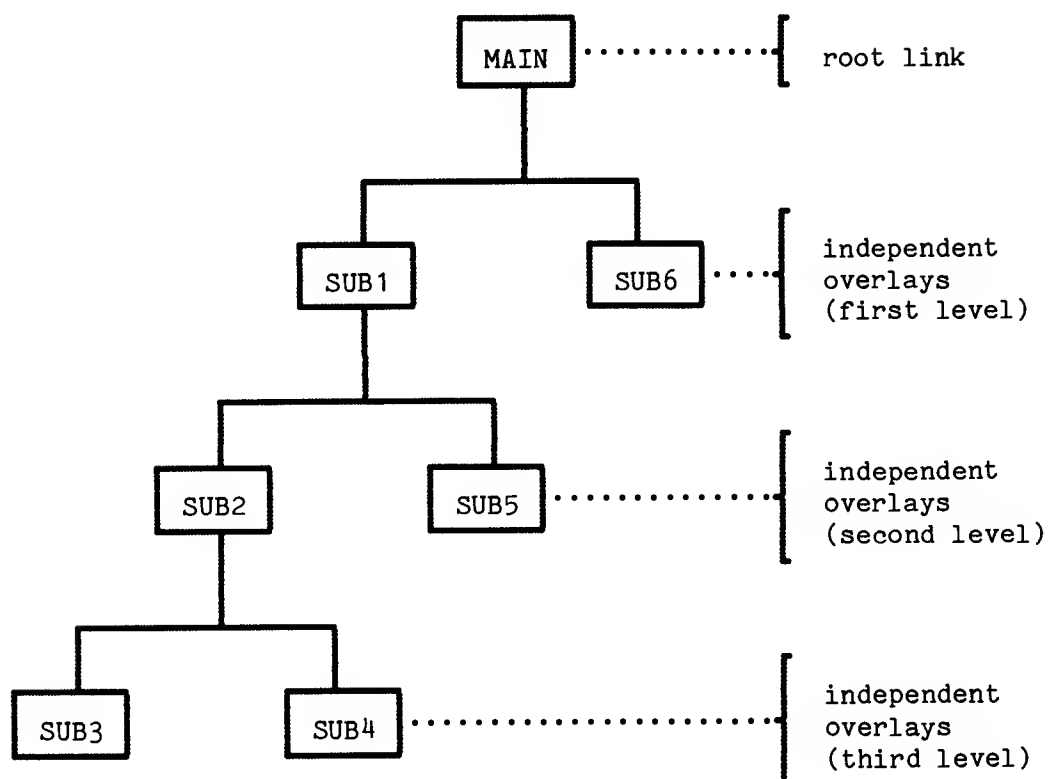 MAIN
root link
SUB1
SUB6
independent
overlays
(first level)
SUB2
SUB5
independent
overlays
(second level)
SUB3
SUB4
independent
overlays
(third level)